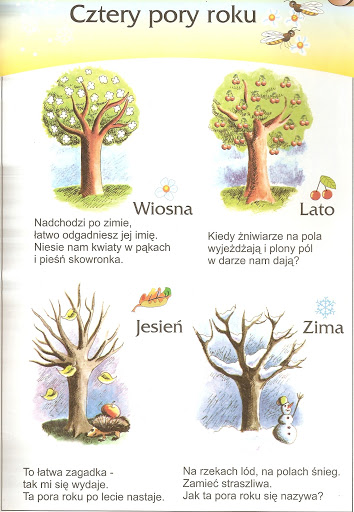 Cztery pory roku
Wiosna
Nadchodzi po zimie,
łatwo odgadniesz jej imię.
Niesie nam kwiaty w pąkach
i pieśń skowronka.
Lato
Kiedy żniwiarze na pola
wyjeżdżają i plony pól
w darze nam dają?
Jesień
To łatwa zagadka -
tak mi się wydaje.
Ta pora roku po lecie nastaje.
Zima
Na rzekach lód, na polach śnieg.
Zamieć straszliwa.
Jak ta pora roku się nazywa?